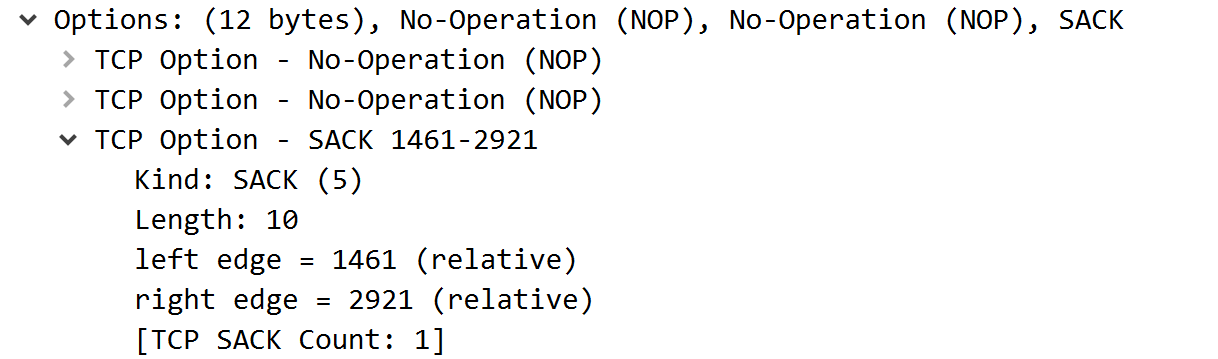 Options: (12 bytes), No-Operation (NOP), No-Operation (NOP), SACK
TCP Option - No-Operation (NOP)
TCP Option - No-Operation (NOP)
TCP Option - SACK 1461-2921
Kind: SACK (5)
Length: 10
left edge = 1461 (relative)
right edge = 2921 (relative)
[TCP SACK Count: 1]